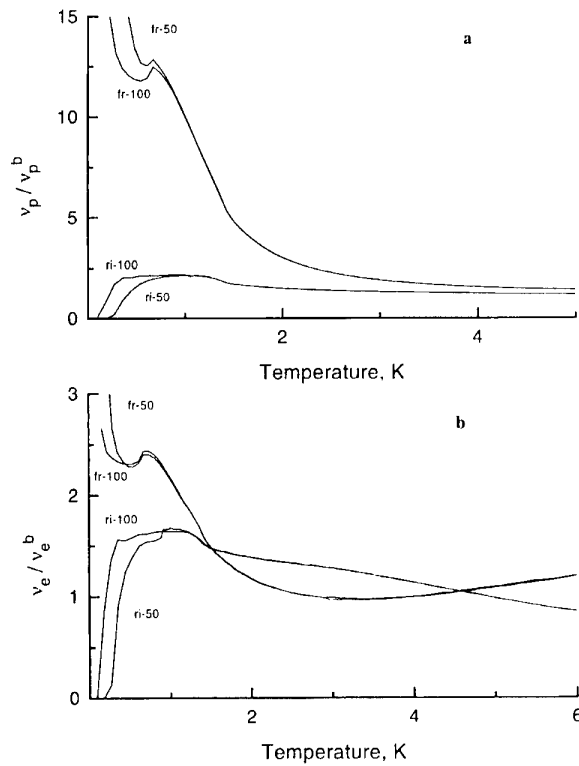 a
fr-50
fr-100
ri-100
ri-50
15
10
5
0
2
4
ν_p / ν_p^b
Temperature, K
b
fr-50
fr-100
ri-100
ri-50
3
2
1
0
2
4
6
ν_e / ν_e^b
Temperature, K